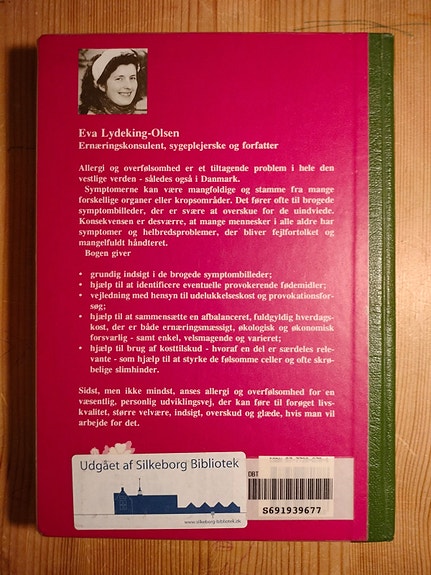 Eva Lydeking-Olsen
Ernæringskonsulent, sygeplejerske og forfatter
Allergi og overfølsomhed er et tiltagende problem i hele den
vestlige verden - således også i Danmark.
Symptomerne kan være mangfoldige og stamme fra mange
forskellige organer eller kropsområder. Det fører ofte til brogede
symptombilleder, der er svære at overskue for de uindviede.
Konsekvensen er desværre, at mange mennesker i alle aldre har
symptomer og helbredsproblemer, der bliver fejlfortolket og
mangelfuldt håndteret.
Bogen giver
• grundig indsigt i de brogede symptombilleder;
• hjælp til at identificere eventuelle provokerende fødemidler;
• vejledning med hensyn til udelukkelseskost og provokationsfor-
søg;
• hjælp til at sammensætte en afbalanceret, fuldgyldig hverdags-
kost, der er både ernæringsmæssigt, økologisk og økonomisk
forsvarlig - samt enkel, velsmagende og varieret;
• hjælp til brug af kosttilskud - hvoraf en del er særdeles rele-
vante - som hjælp til at styrke de følsomme celler og ofte skrø-
belige slimhinder.
Sidst, men ikke mindst, anses allergi og overfølsomhed for en
væsentlig, personlig udviklingsvej, der kan føre til forøget livs-
kvalitet, større velvære, indsigt, overskud og glæde, hvis man vil
arbejde for det.
Udgået af Silkeborg Bibliotek
www.silkeborg-bibliotek.dk
DBT
S691939677